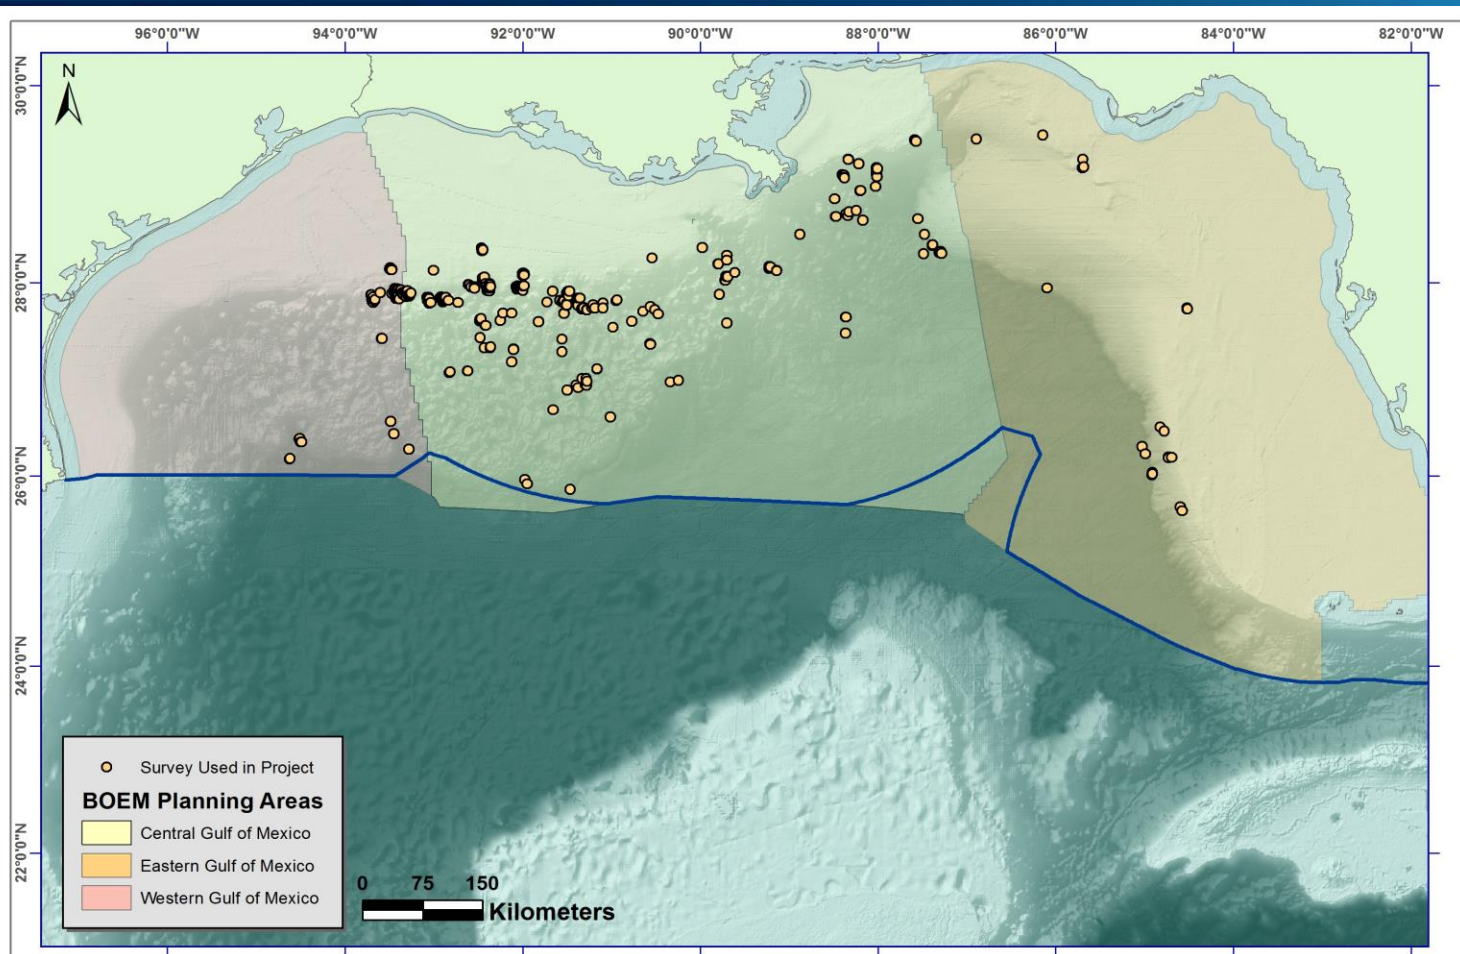 96°0'0"W 94°0'0"W 92°0'0"W 90°0'0"W 88°0'0"W 86°0'0"W 84°0'0"W 82°0'0"W
N
30°0'0"N
28°0'0"N
26°0'0"N
24°0'0"N
22°0'0"N
Survey Used in Project
BOEM Planning Areas
Central Gulf of Mexico
Eastern Gulf of Mexico
Western Gulf of Mexico
0 75 150
Kilometers